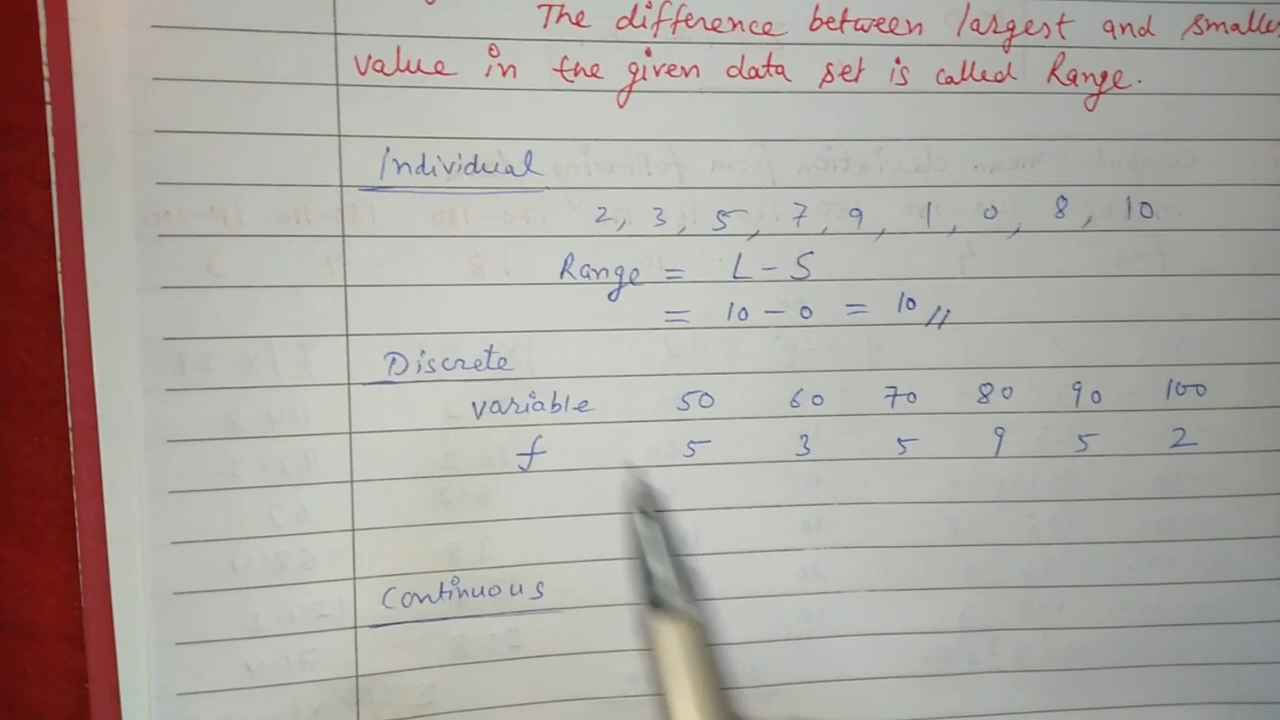 The difference between largest and smalles
value in the given data set is called Range.
Individual
2, 3, 5, 7, 9, 1, 0, 8, 10
Range = L - S
= 10 - 0 = 10 //
Discrete
variable 50 60 70 80 90 100
f 5 3 5 9 5 2
Continuous